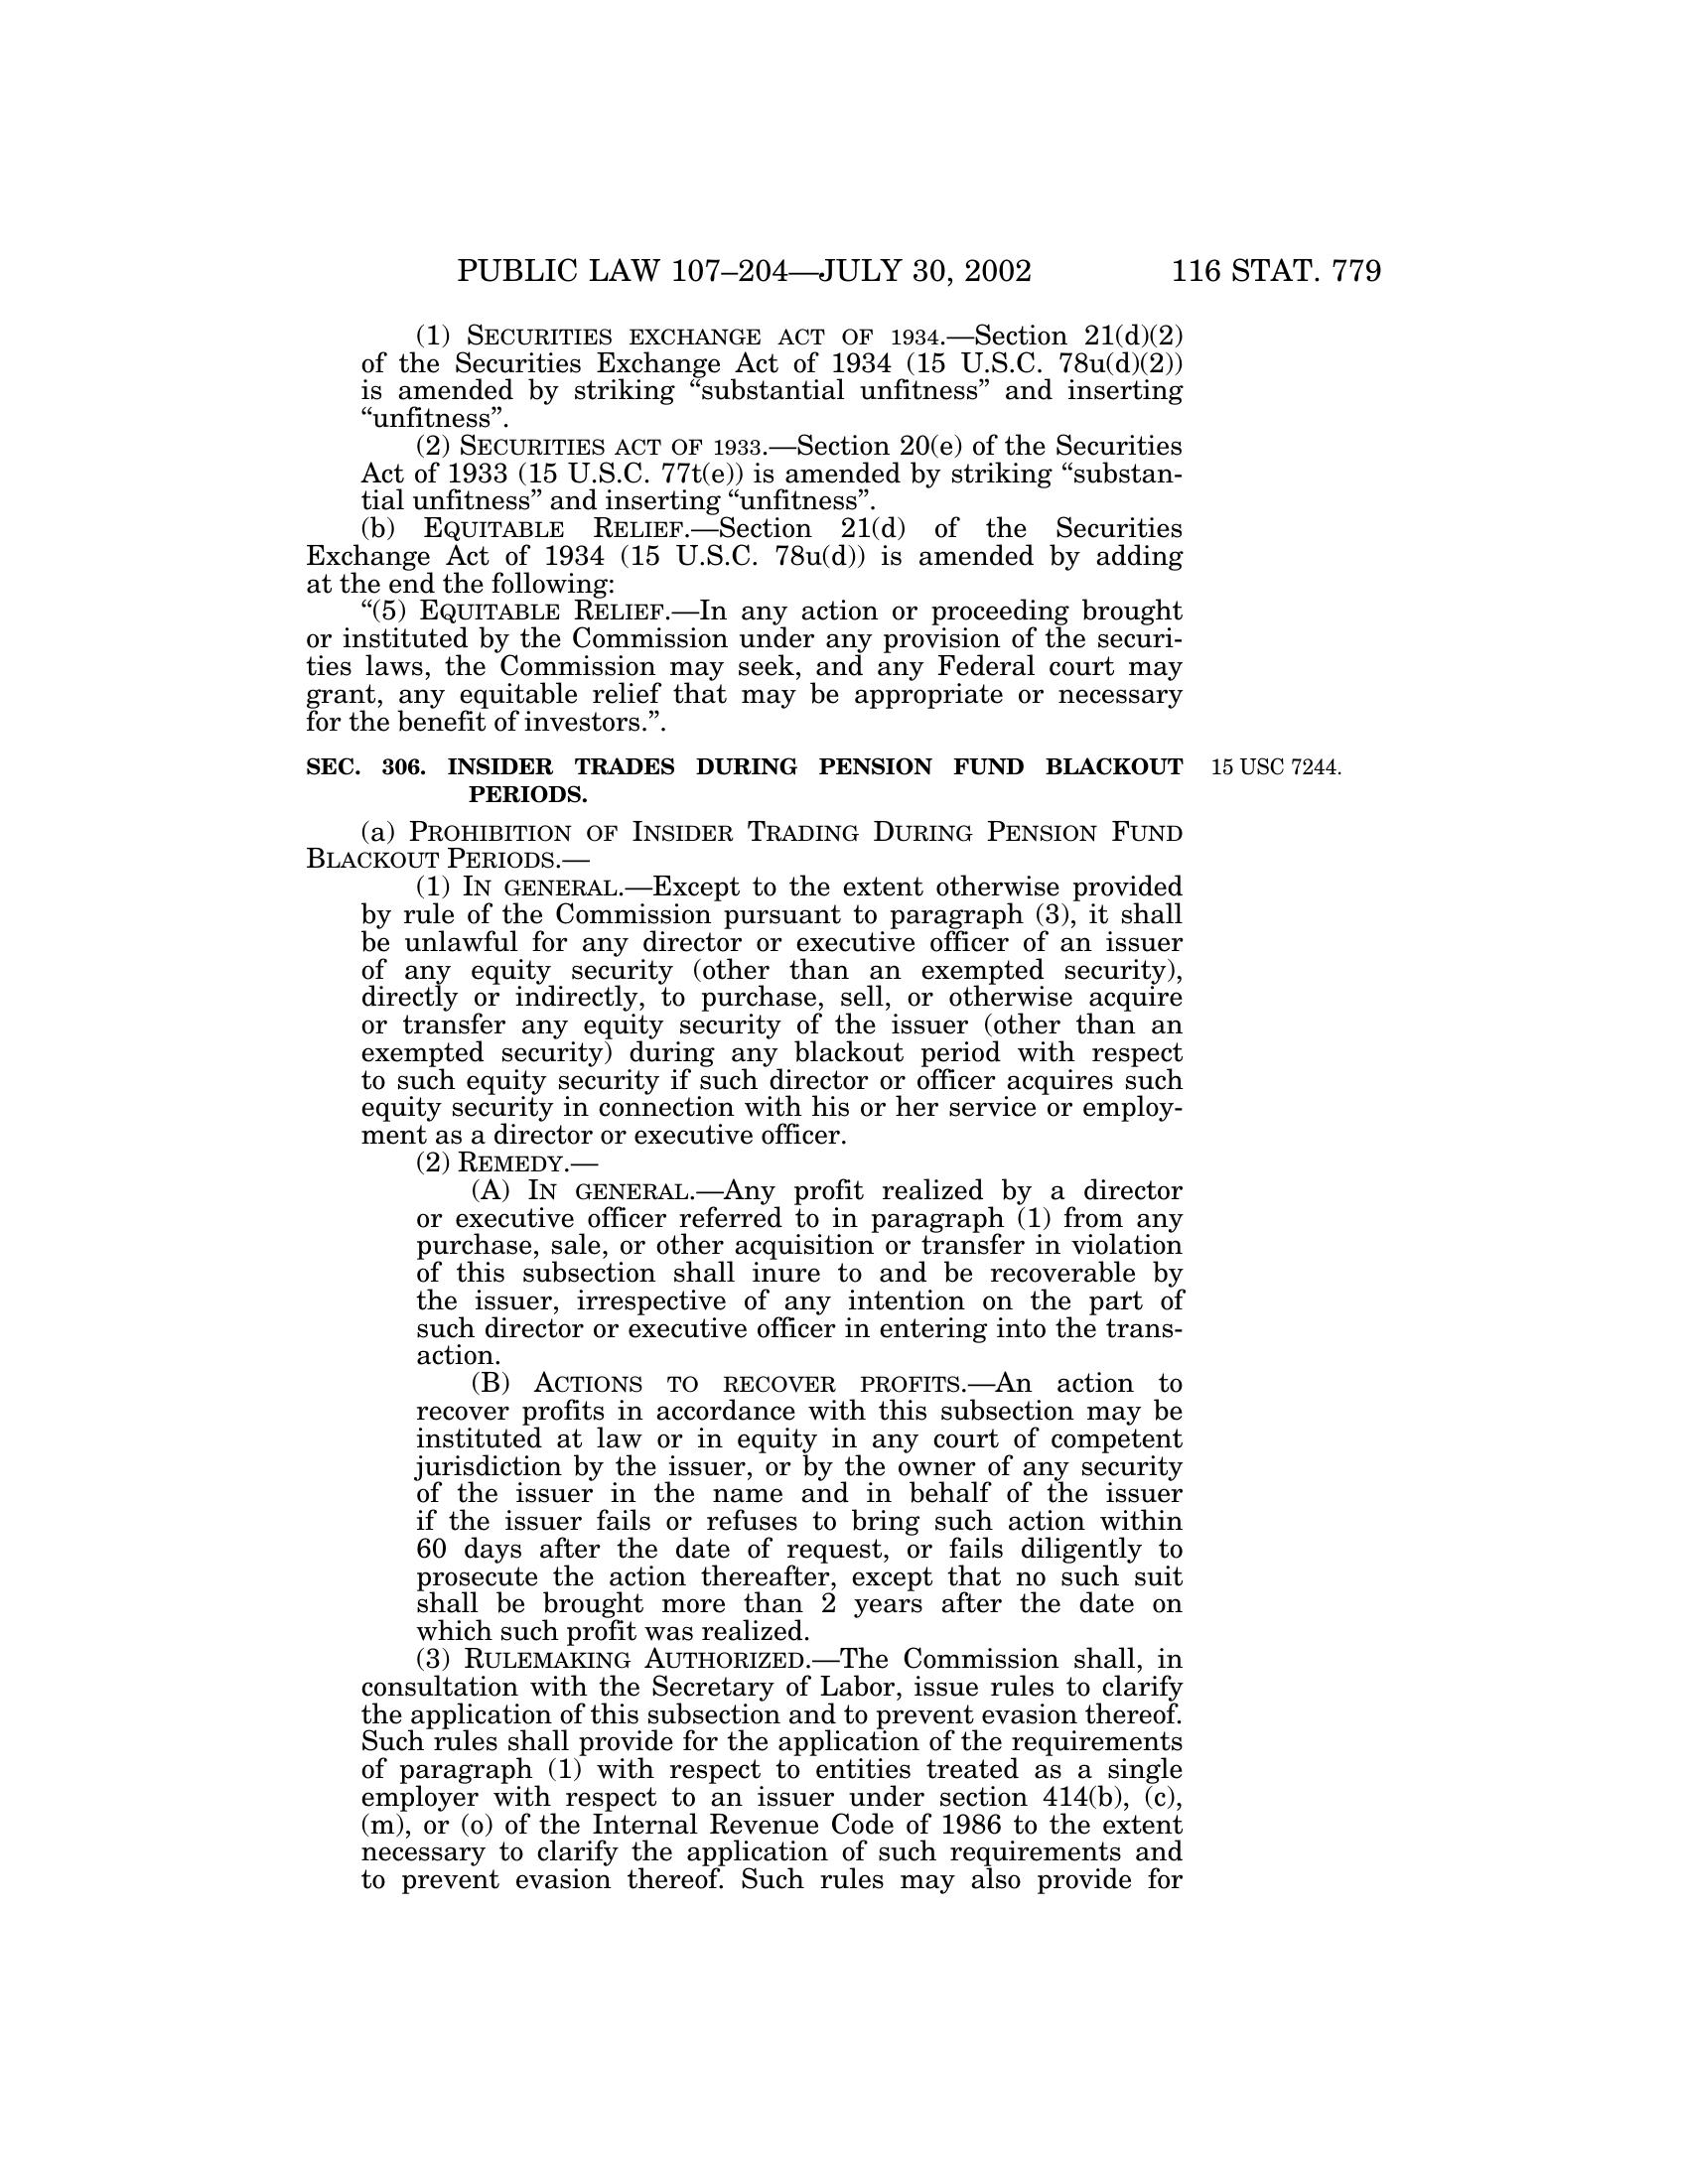 PUBLIC LAW 107–204—JULY 30, 2002 116 STAT. 779
(1) SECURITIES EXCHANGE ACT OF 1934.—Section 21(d)(2)
of the Securities Exchange Act of 1934 (15 U.S.C. 78u(d)(2))
is amended by striking “substantial unfitness” and inserting
“unfitness”.
(2) SECURITIES ACT OF 1933.—Section 20(e) of the Securities
Act of 1933 (15 U.S.C. 77t(e)) is amended by striking “substan-
tial unfitness” and inserting “unfitness”.
(b) EQUITABLE RELIEF.—Section 21(d) of the Securities
Exchange Act of 1934 (15 U.S.C. 78u(d)) is amended by adding
at the end the following:
“(5) EQUITABLE RELIEF.—In any action or proceeding brought
or instituted by the Commission under any provision of the securi-
ties laws, the Commission may seek, and any Federal court may
grant, any equitable relief that may be appropriate or necessary
for the benefit of investors.”.
SEC. 306. INSIDER TRADES DURING PENSION FUND BLACKOUT 15 USC 7244.
PERIODS.
(a) PROHIBITION OF INSIDER TRADING DURING PENSION FUND
BLACKOUT PERIODS.—
(1) IN GENERAL.—Except to the extent otherwise provided
by rule of the Commission pursuant to paragraph (3), it shall
be unlawful for any director or executive officer of an issuer
of any equity security (other than an exempted security),
directly or indirectly, to purchase, sell, or otherwise acquire
or transfer any equity security of the issuer (other than an
exempted security) during any blackout period with respect
to such equity security if such director or officer acquires such
equity security in connection with his or her service or employ-
ment as a director or executive officer.
(2) REMEDY.—
(A) IN GENERAL.—Any profit realized by a director
or executive officer referred to in paragraph (1) from any
purchase, sale, or other acquisition or transfer in violation
of this subsection shall inure to and be recoverable by
the issuer, irrespective of any intention on the part of
such director or executive officer in entering into the trans-
action.
(B) ACTIONS TO RECOVER PROFITS.—An action to
recover profits in accordance with this subsection may be
instituted at law or in equity in any court of competent
jurisdiction by the issuer, or by the owner of any security
of the issuer in the name and in behalf of the issuer
if the issuer fails or refuses to bring such action within
60 days after the date of request, or fails diligently to
prosecute the action thereafter, except that no such suit
shall be brought more than 2 years after the date on
which such profit was realized.
(3) RULEMAKING AUTHORIZED.—The Commission shall, in
consultation with the Secretary of Labor, issue rules to clarify
the application of this subsection and to prevent evasion thereof.
Such rules shall provide for the application of the requirements
of paragraph (1) with respect to entities treated as a single
employer with respect to an issuer under section 414(b), (c),
(m), or (o) of the Internal Revenue Code of 1986 to the extent
necessary to clarify the application of such requirements and
to prevent evasion thereof. Such rules may also provide for